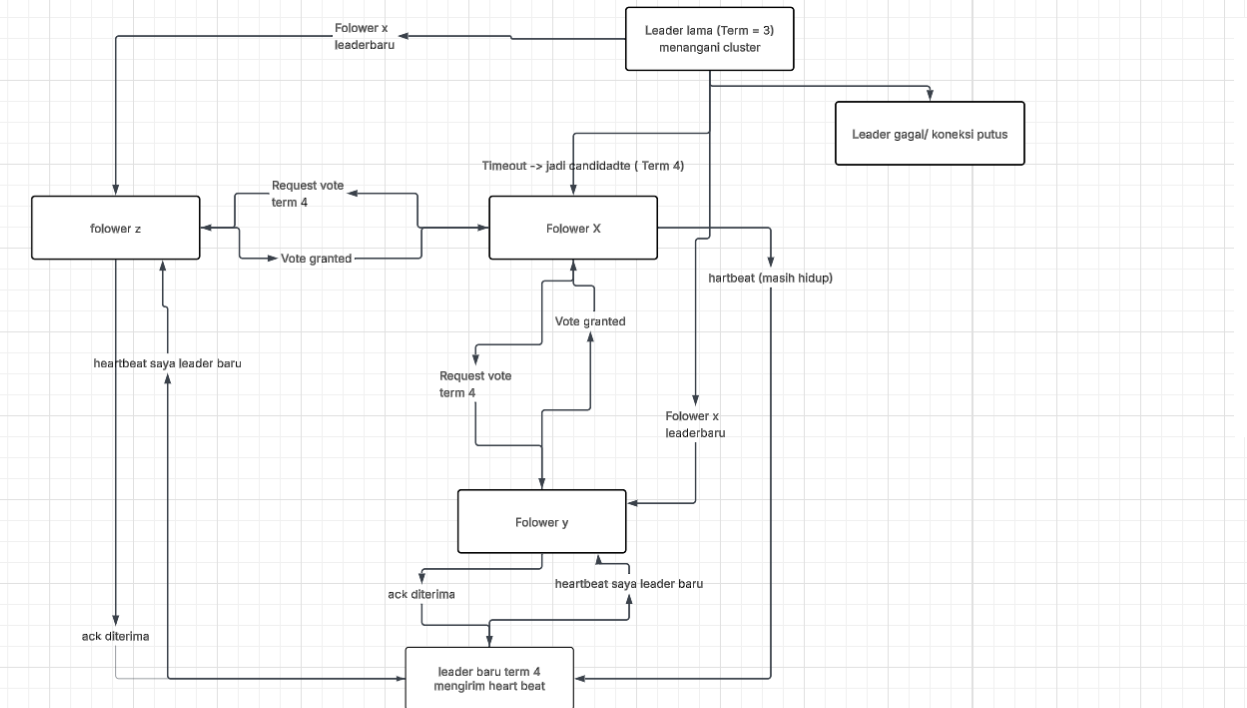 Leader lama (Term = 3)
menangani cluster
Folower x
leaderbaru
Leader gagal/ koneksi putus
Timeout -> jadi candidadte ( Term 4)
Request vote
term 4
folower z
Folower X
Vote granted
hartbeat (masih hidup)
Vote granted
heartbeat saya leader baru
Request vote
term 4
Folower x
leaderbaru
Folower y
heartbeat saya leader baru
ack diterima
ack diterima
leader baru term 4
mengirim heart beat